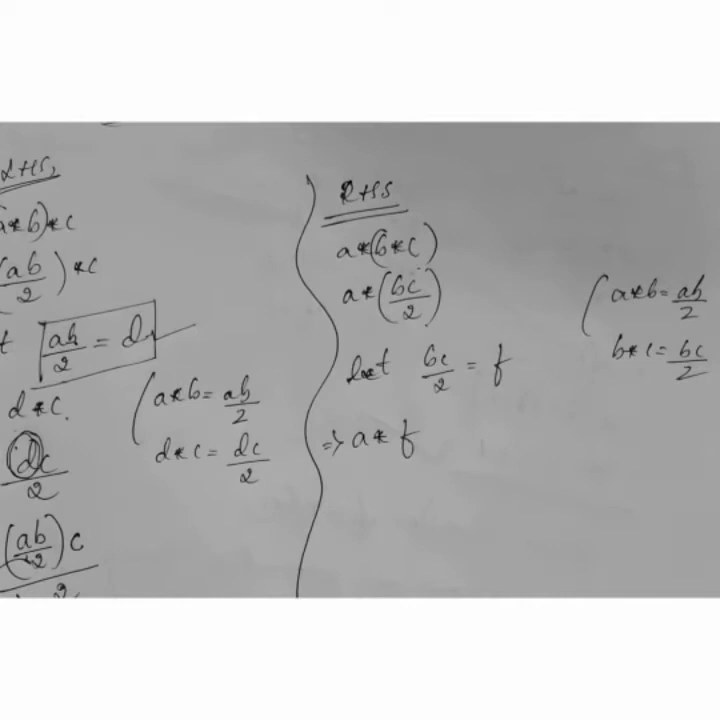 LHS,
a*b)*c
(ab/2)*c
t ab/2 = d
d*c.
(a*b = ab/2
d*c = dc/2
dc/2
(ab/2)c
2
RHS
a*(b*c)
a*(bc/2)
let bc/2 = f
=> a* f
(a*b = ab/2
b*c = bc/2